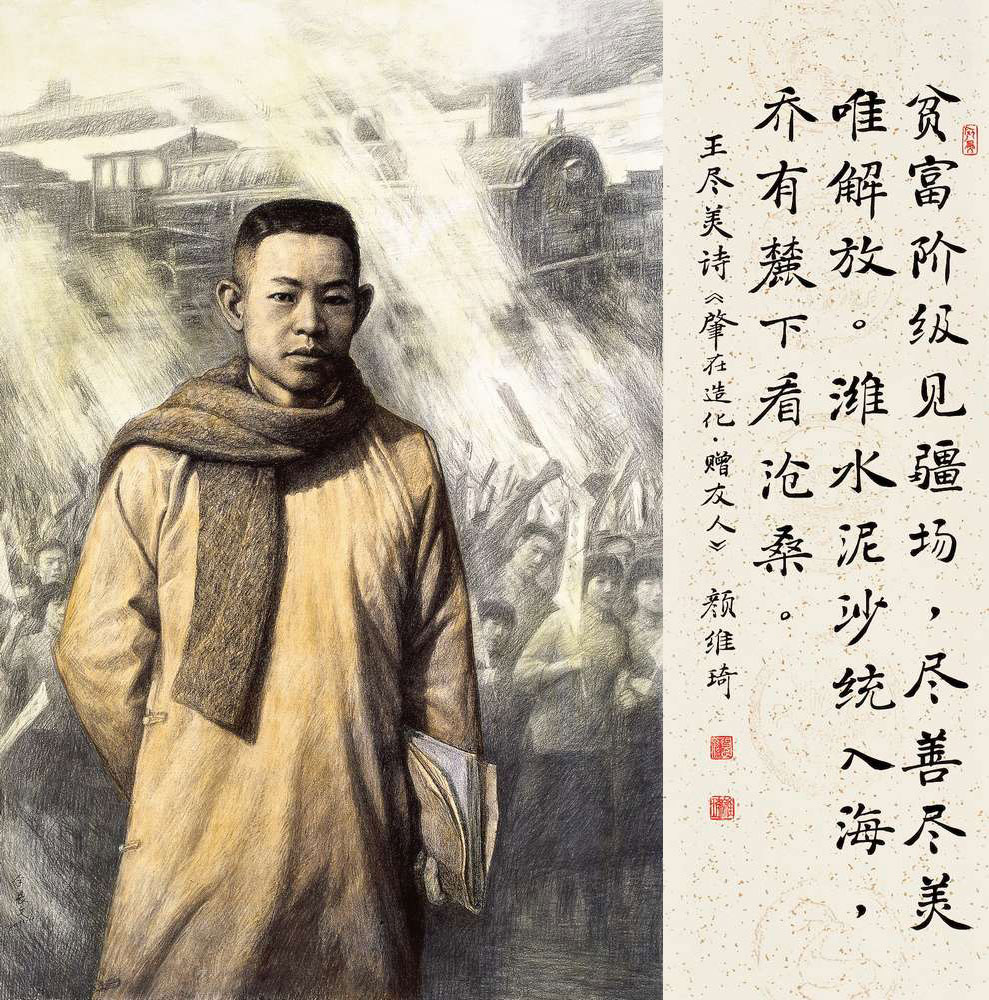 贫富阶级见疆场，尽善尽美
唯解放。潍水泥沙统入海，
乔有麓下看沧桑。
王尽美诗《肇在造化·赠友人》 颜维琦